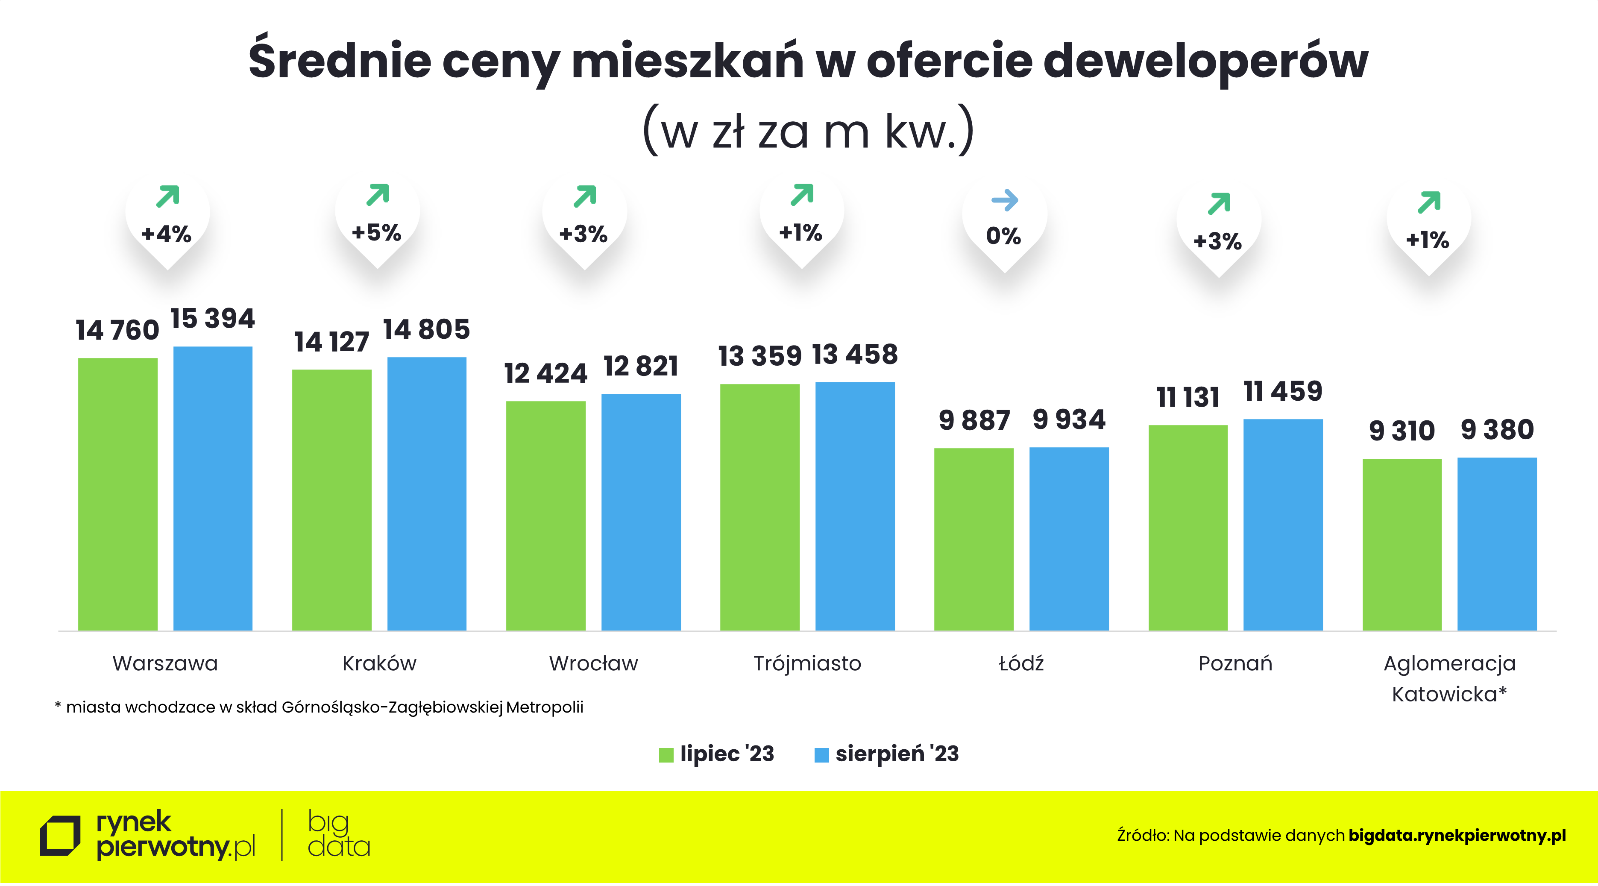 Średnie ceny mieszkań w ofercie deweloperów
(w zł za m kw.)
+4% +5% +3% +1% 0% +3% +1%
14 760 15 394 14 127 14 805 12 424 12 821 13 359 13 458 9 887 9 934 11 131 11 459 9 310 9 380
Warszawa Kraków Wrocław Trójmiasto Łódź Poznań Aglomeracja
Katowicka*
* miasta wchodzace w skład Górnośląsko-Zagłębiowskiej Metropolii
lipiec '23 sierpień '23
rynek
pierwotny.pl
big
data
Źródło: Na podstawie danych bigdata.rynekpierwotny.pl